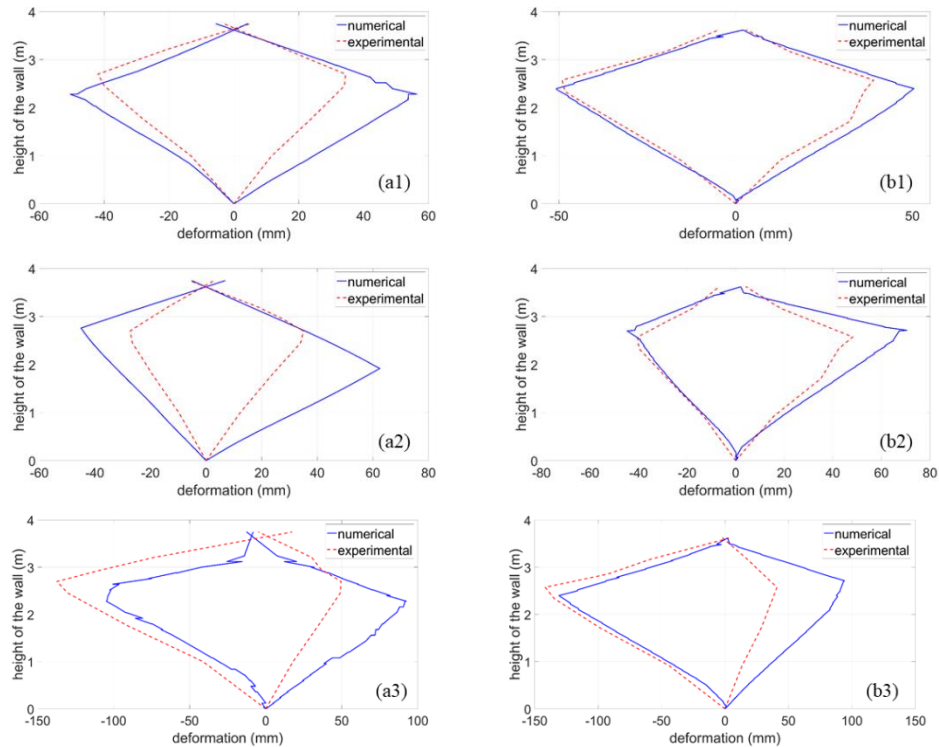 4
3
2
1
0
height of the wall (m)
numerical
experimental
(a1)
-60 -40 -20 0 20 40 60
deformation (mm)
4
3
2
1
0
height of the wall (m)
numerical
experimental
(b1)
-50 0 50
deformation (mm)
4
3
2
1
0
height of the wall (m)
numerical
experimental
(a2)
-60 -40 -20 0 20 40 60 80
deformation (mm)
4
3
2
1
0
height of the wall (m)
numerical
experimental
(b2)
-80 -60 -40 -20 0 20 40 60 80
deformation (mm)
4
3
2
1
0
height of the wall (m)
numerical
experimental
(a3)
-150 -100 -50 0 50 100
deformation (mm)
4
3
2
1
0
height of the wall (m)
numerical
experimental
(b3)
-150 -100 -50 0 50 100 150
deformation (mm)